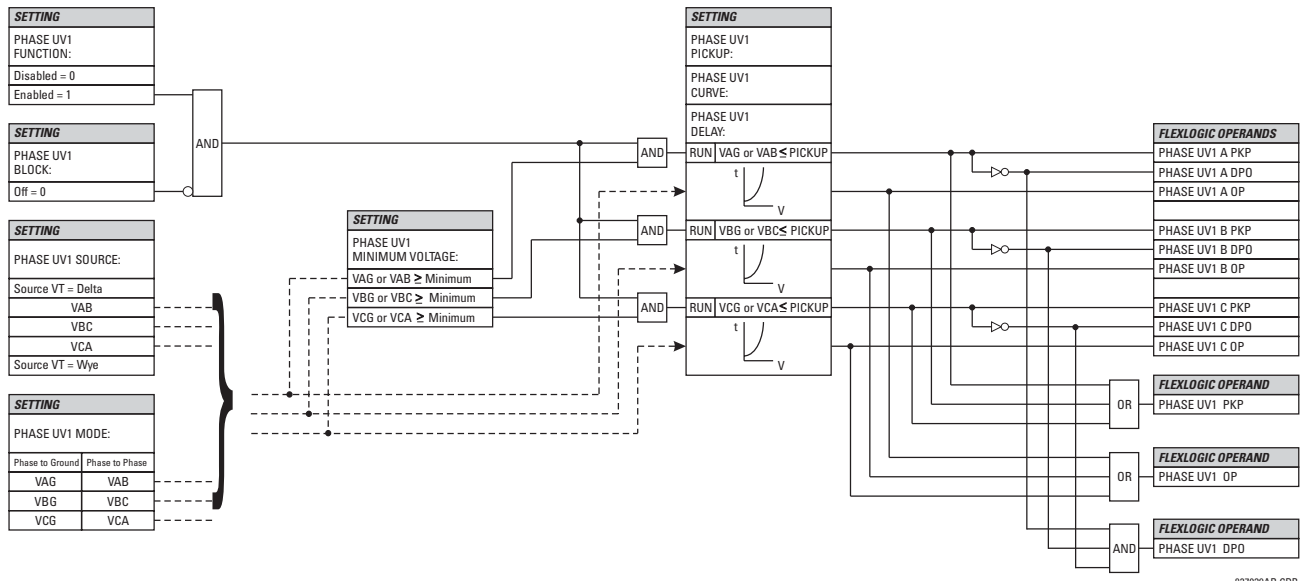 SETTING
PHASE UV1
FUNCTION:
Disabled = 0
Enabled = 1
SETTING
PHASE UV1
BLOCK:
Off = 0
AND
SETTING
PHASE UV1 SOURCE:
Source VT = Delta
VAB
VBC
VCA
Source VT = Wye
SETTING
PHASE UV1 MODE:
Phase to Ground Phase to Phase
VAG VAB
VBG VBC
VCG VCA
SETTING
PHASE UV1
MINIMUM VOLTAGE:
VAG or VAB ≥ Minimum
VBG or VBC ≥ Minimum
VCG or VCA ≥ Minimum
AND
AND
AND
SETTING
PHASE UV1
PICKUP:
PHASE UV1
CURVE:
PHASE UV1
DELAY:
RUN VAG or VAB ≤ PICKUP
t
V
RUN VBG or VBC ≤ PICKUP
t
V
RUN VCG or VCA ≤ PICKUP
t
V
FLEXLOGIC OPERANDS
PHASE UV1 A PKP
PHASE UV1 A DPO
PHASE UV1 A OP
PHASE UV1 B PKP
PHASE UV1 B DPO
PHASE UV1 B OP
PHASE UV1 C PKP
PHASE UV1 C DPO
PHASE UV1 C OP
OR
FLEXLOGIC OPERAND
PHASE UV1 PKP
OR
FLEXLOGIC OPERAND
PHASE UV1 OP
AND
FLEXLOGIC OPERAND
PHASE UV1 DPO